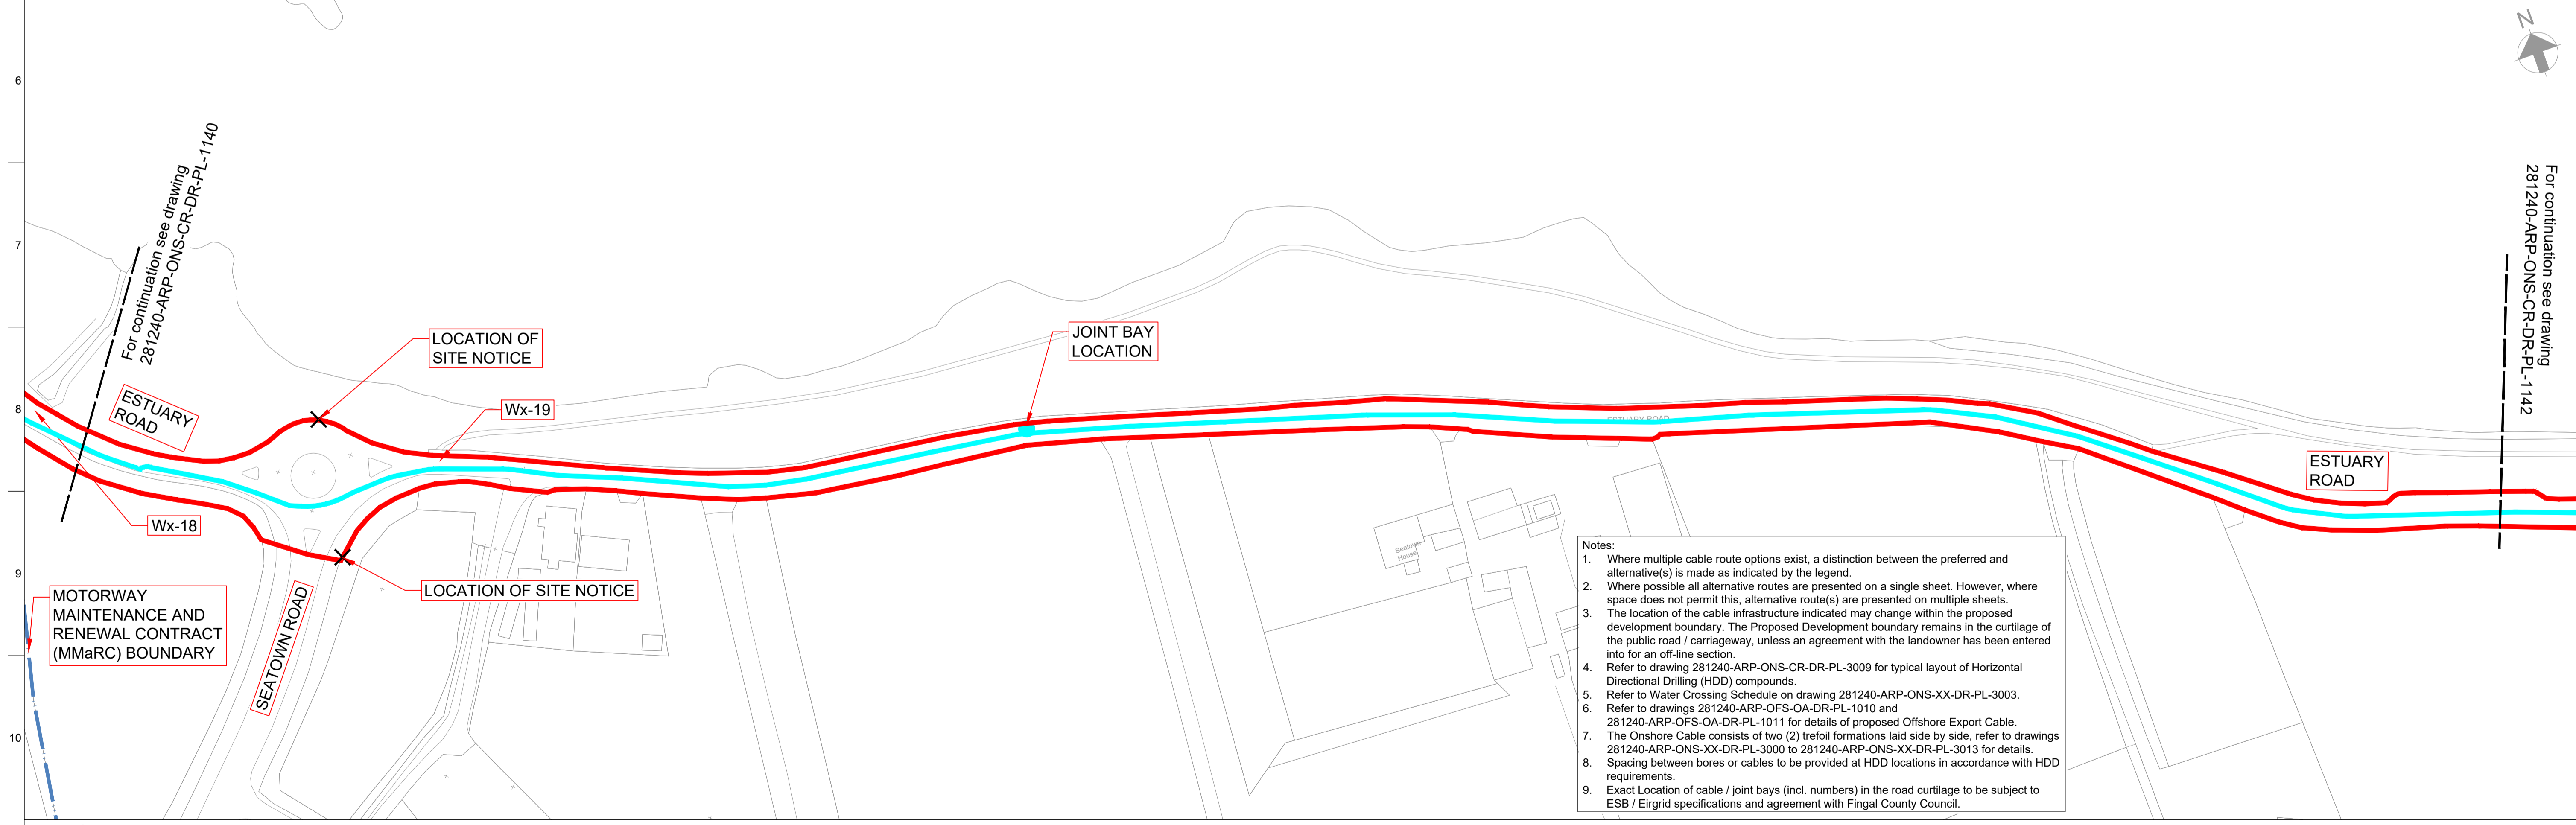 N
6
7
8
9
10
For continuation see drawing
281240-ARP-ONS-CR-DR-PL-1140
ESTUARY
ROAD
LOCATION OF
SITE NOTICE
Wx-19
Wx-18
JOINT BAY
LOCATION
ESTUARY ROAD
For continuation see drawing
281240-ARP-ONS-CR-DR-PL-1142
ESTUARY
ROAD
LOCATION OF SITE NOTICE
MOTORWAY
MAINTENANCE AND
RENEWAL CONTRACT
(MMaRC) BOUNDARY
SEATOWN ROAD
Seatown
House
Notes:
1. Where multiple cable route options exist, a distinction between the preferred and
alternative(s) is made as indicated by the legend.
2. Where possible all alternative routes are presented on a single sheet. However, where
space does not permit this, alternative route(s) are presented on multiple sheets.
3. The location of the cable infrastructure indicated may change within the proposed
development boundary. The Proposed Development boundary remains in the curtilage of
the public road / carriageway, unless an agreement with the landowner has been entered
into for an off-line section.
4. Refer to drawing 281240-ARP-ONS-CR-DR-PL-3009 for typical layout of Horizontal
Directional Drilling (HDD) compounds.
5. Refer to Water Crossing Schedule on drawing 281240-ARP-ONS-XX-DR-PL-3003.
6. Refer to drawings 281240-ARP-OFS-OA-DR-PL-1010 and
281240-ARP-OFS-OA-DR-PL-1011 for details of proposed Offshore Export Cable.
7. The Onshore Cable consists of two (2) trefoil formations laid side by side, refer to drawings
281240-ARP-ONS-XX-DR-PL-3000 to 281240-ARP-ONS-XX-DR-PL-3013 for details.
8. Spacing between bores or cables to be provided at HDD locations in accordance with HDD
requirements.
9. Exact Location of cable / joint bays (incl. numbers) in the road curtilage to be subject to
ESB / Eirgrid specifications and agreement with Fingal County Council.